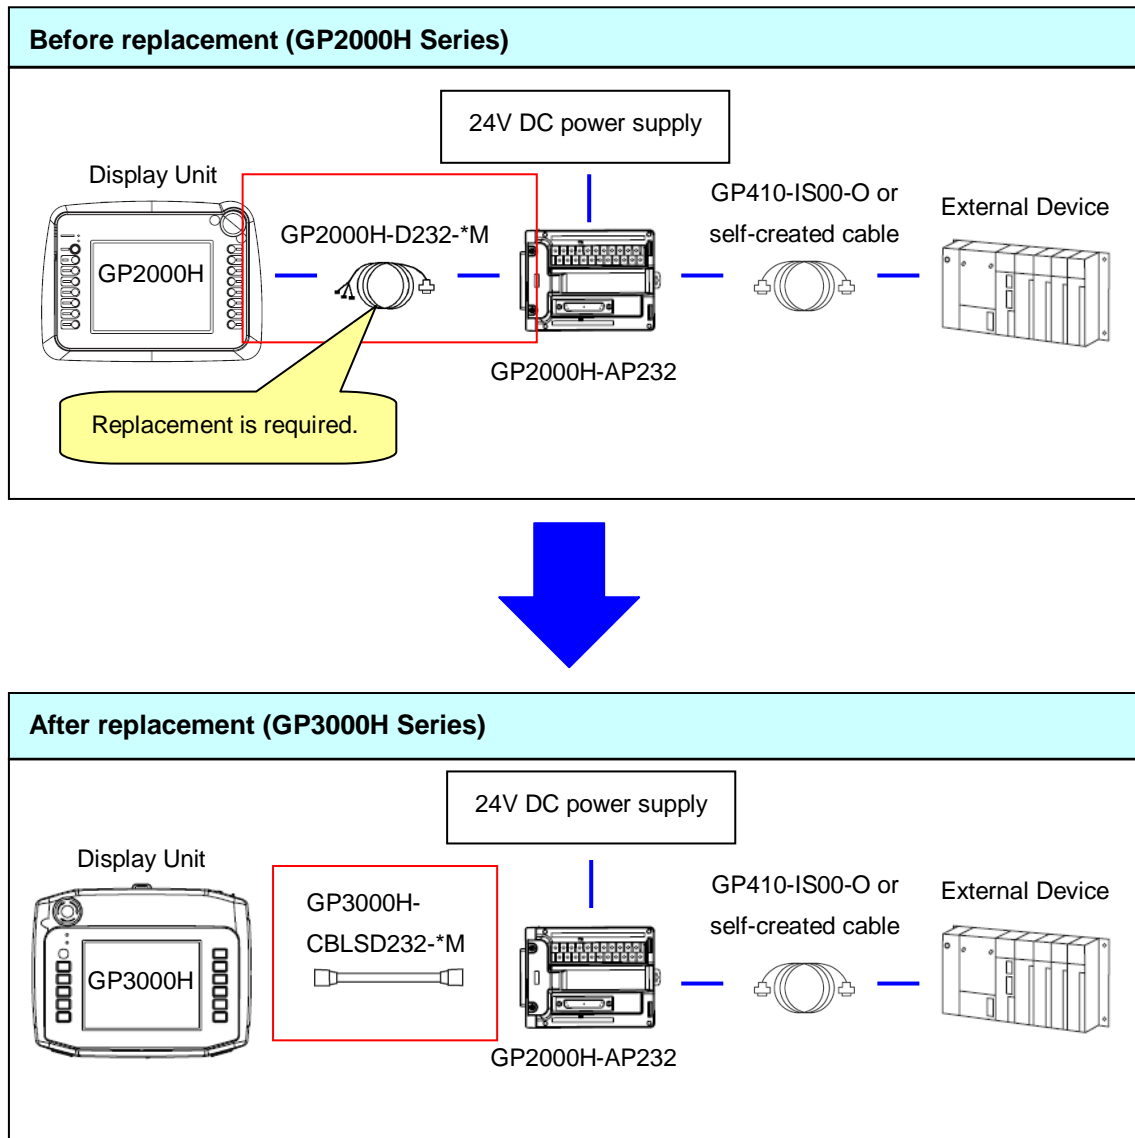 Before replacement (GP2000H Series)
24V DC power supply
Display Unit
GP2000H
GP2000H-D232-*M
GP410-IS00-O or
self-created cable
External Device
GP2000H-AP232
Replacement is required.
After replacement (GP3000H Series)
24V DC power supply
Display Unit
GP3000H
GP3000H-
CBLSD232-*M
GP410-IS00-O or
self-created cable
External Device
GP2000H-AP232